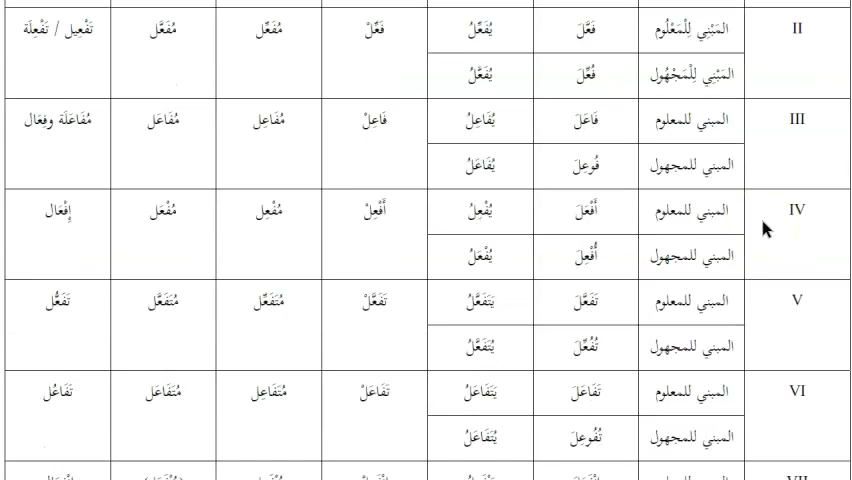 II المَبْنِي لِلْمَعْلُوم فَعَّلَ يُفَعِّلُ فَعِّلْ مُفَعِّل مُفَعَّل تَفْعِيل / تَفْعِلَة
المَبْنِي لِلْمَجْهُول فُعِّلَ يُفَعَّلُ
III المبني للمعلوم فَاعَلَ يُفَاعِلُ فَاعِلْ مُفَاعِل مُفَاعَل مُفَاعَلَة وفِعَال
المبني للمجهول فُوعِلَ يُفَاعَلُ
IV المبني للمعلوم أَفْعَلَ يُفْعِلُ أَفْعِلْ مُفْعِل مُفْعَل إِفْعَال
المبني للمجهول أُفْعِلَ يُفْعَلُ
V المبني للمعلوم تَفَعَّلَ يَتَفَعَّلُ تَفَعَّلْ مُتَفَعِّل مُتَفَعَّل تَفَعُّل
المبني للمجهول تُفُعِّلَ يُتَفَعَّلُ
VI المبني للمعلوم تَفَاعَلَ يَتَفَاعَلُ تَفَاعَلْ مُتَفَاعِل مُتَفَاعَل تَفَاعُل
المبني للمجهول تُفُوعِلَ يُتَفَاعَلُ